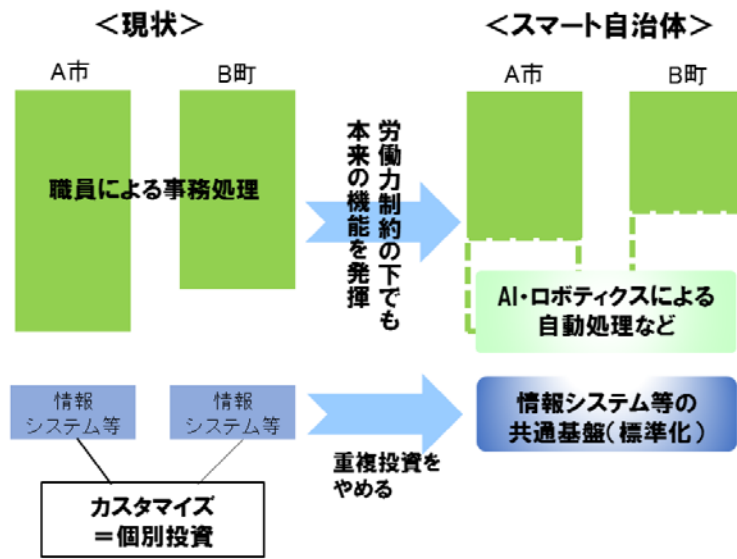 ＜現状＞
A市
B町
職員による事務処理
労働力制約の下でも
本来の機能を発揮
＜スマート自治体＞
A市
B町
AI・ロボティクスによる
自動処理など
情報
システム等
情報
システム等
カスタマイズ
＝個別投資
重複投資を
やめる
情報システム等の
共通基盤（標準化）